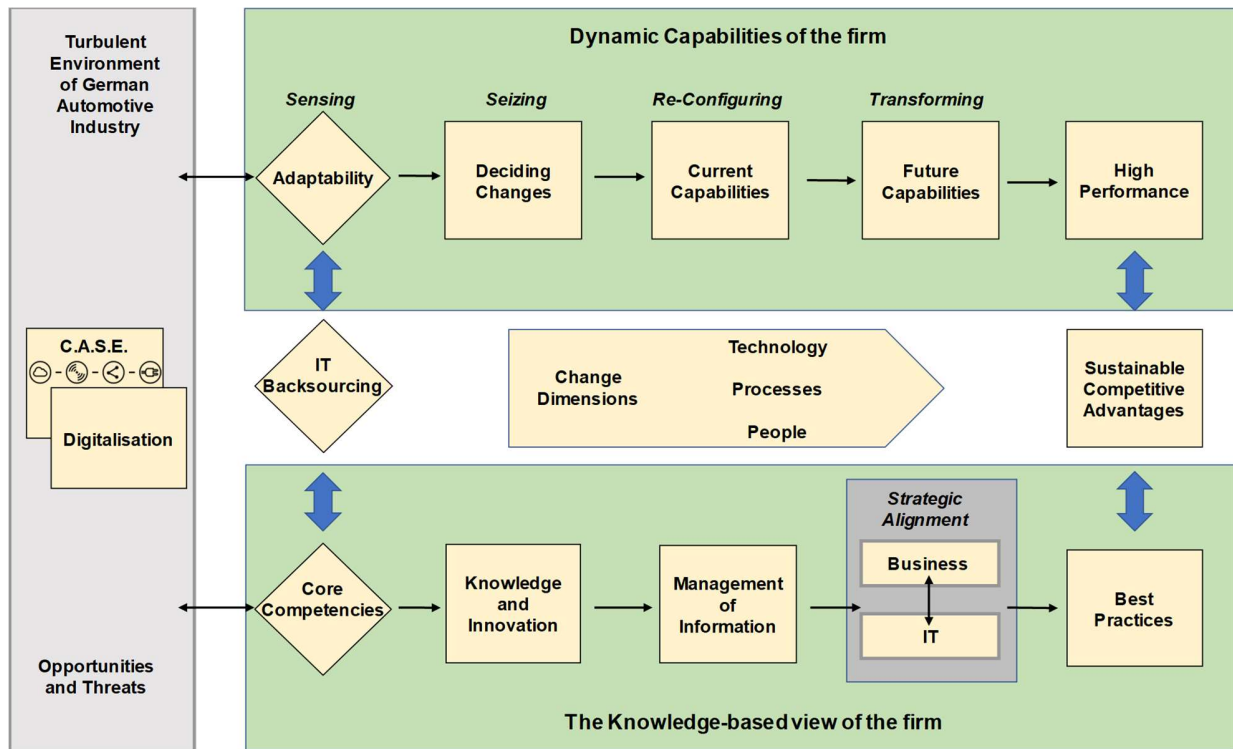 Turbulent
Environment
of German
Automotive
Industry
C.A.S.E.
Digitalisation
Opportunities
and Threats
Dynamic Capabilities of the firm
Sensing
Seizing
Re-Configuring
Transforming
Adaptability
Deciding
Changes
Current
Capabilities
Future
Capabilities
High
Performance
IT
Backsourcing
Change
Dimensions
Technology
Processes
People
Sustainable
Competitive
Advantages
Core
Competencies
Knowledge
and
Innovation
Management
of
Information
Strategic
Alignment
Business
IT
Best
Practices
The Knowledge-based view of the firm